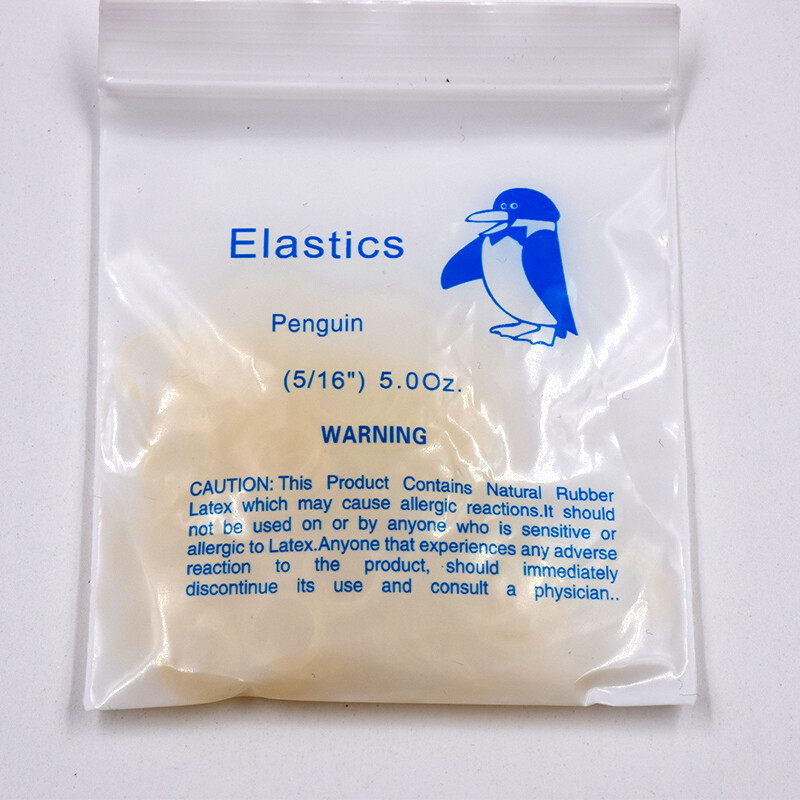 Elastics
Penguin
(5/16") 5.0Oz.
WARNING
CAUTION: This Product Contains Natural Rubber
Latex which may cause allergic reactions.It should
not be used on or by anyone who is sensitive or
allergic to Latex.Anyone that experiences any adverse
reaction to the product, should immediately
discontinue its use and consult a physician..